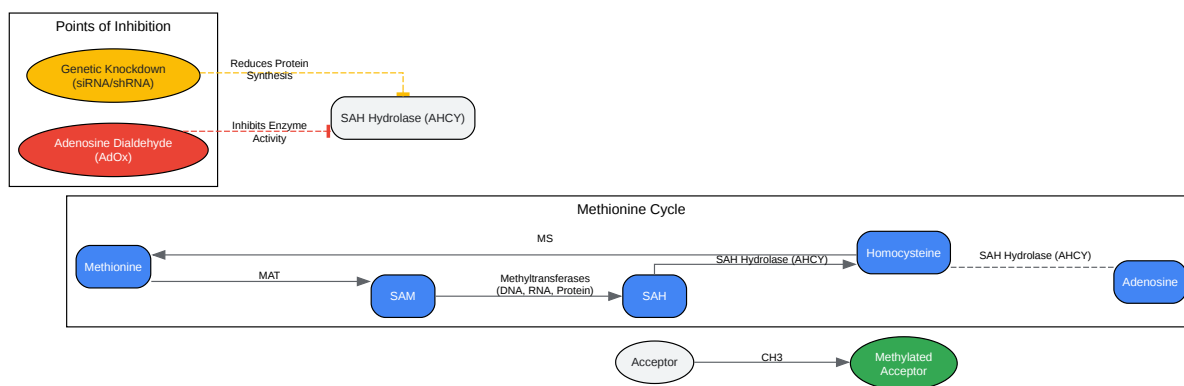 Points of Inhibition
Genetic Knockdown
(siRNA/shRNA)
Reduces Protein
Synthesis
SAH Hydrolase (AHCY)
Adenosine Dialdehyde
(AdOx)
Inhibits Enzyme
Activity
Methionine Cycle
MS
Homocysteine
SAH Hydrolase (AHCY)
SAH Hydrolase (AHCY)
Methionine
MAT
Methyltransferases
(DNA, RNA, Protein)
SAM
SAH
Adenosine
Acceptor
CH3
Methylated
Acceptor